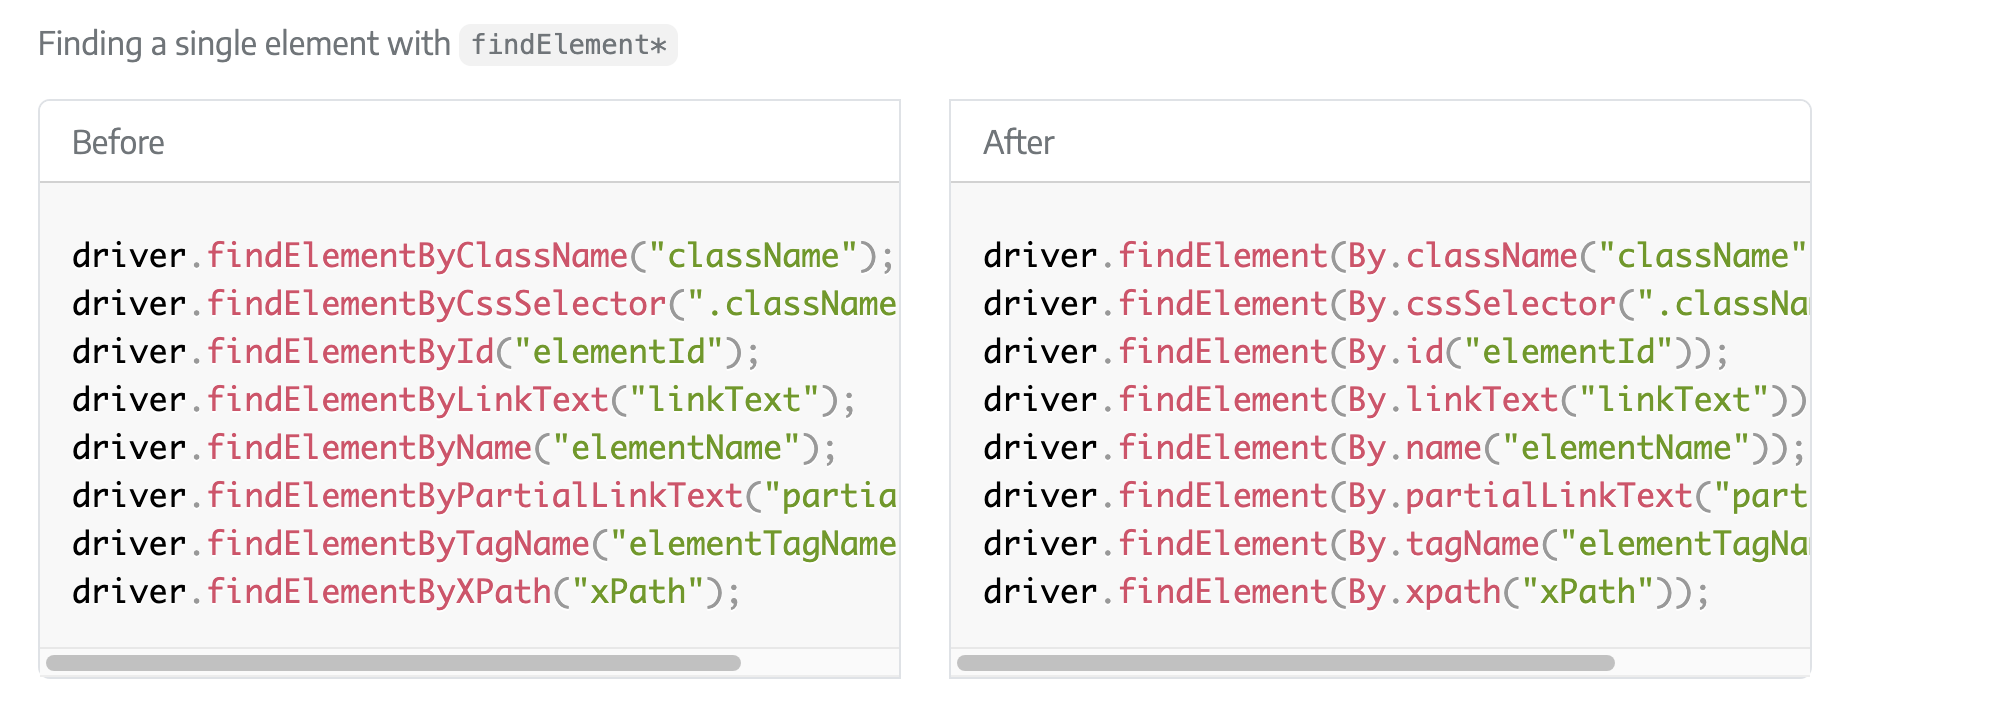 Finding a single element with findElement*
Before
driver.findElementByClassName("className");
driver.findElementByCssSelector(".className
driver.findElementById("elementId");
driver.findElementByLinkText("linkText");
driver.findElementByName("elementName");
driver.findElementByPartialLinkText("partia
driver.findElementByTagName("elementTagName
driver.findElementByXPath("xPath");
After
driver.findElement(By.className("className"
driver.findElement(By.cssSelector(".classNa
driver.findElement(By.id("elementId"));
driver.findElement(By.linkText("linkText"))
driver.findElement(By.name("elementName"));
driver.findElement(By.partialLinkText("part
driver.findElement(By.tagName("elementTagNa
driver.findElement(By.xpath("xPath"));